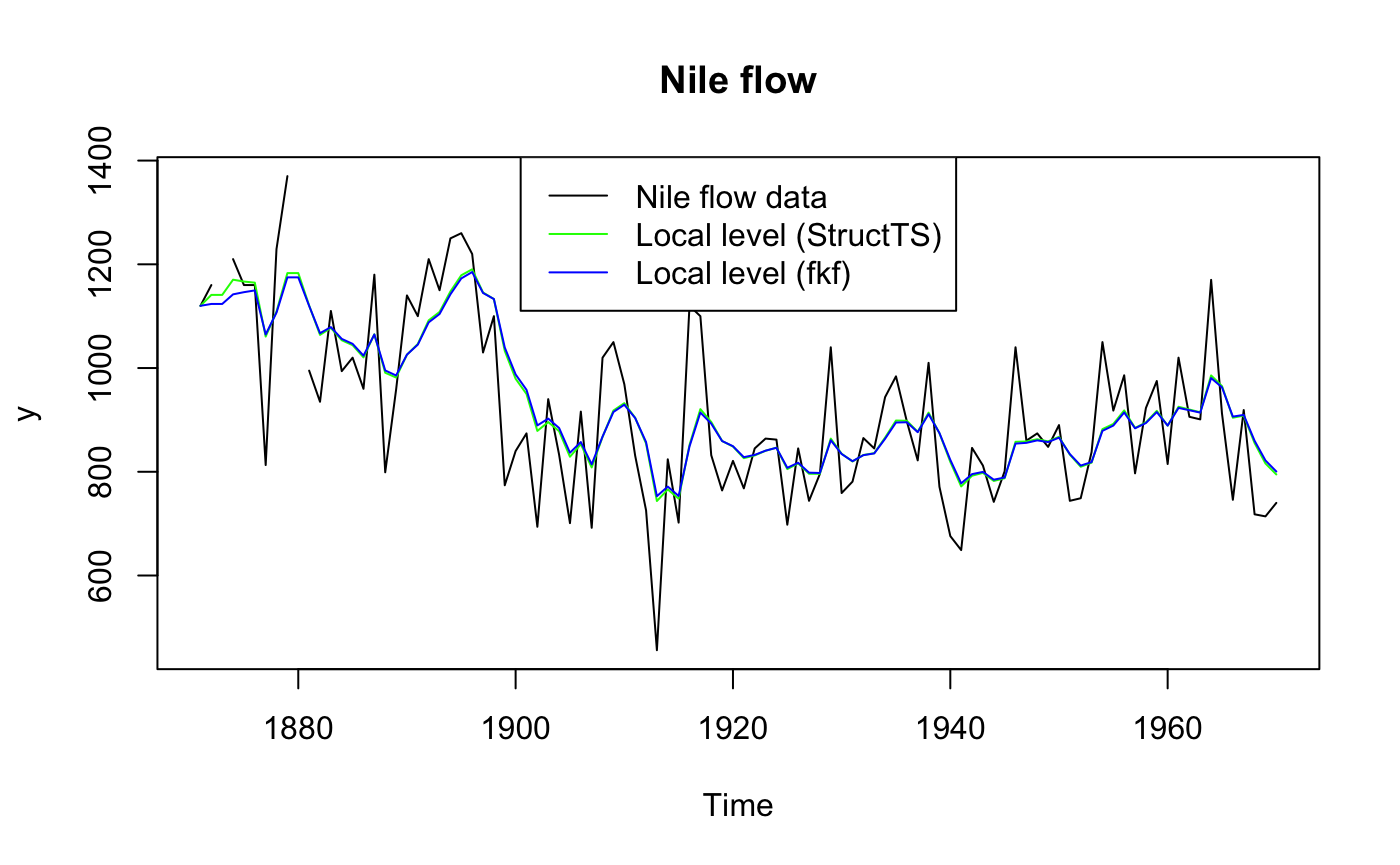 Nile flow
1400
1200
1000
800
600
y
Nile flow data
Local level (StructTS)
Local level (fkf)
1880 1900 1920 1940 1960
Time